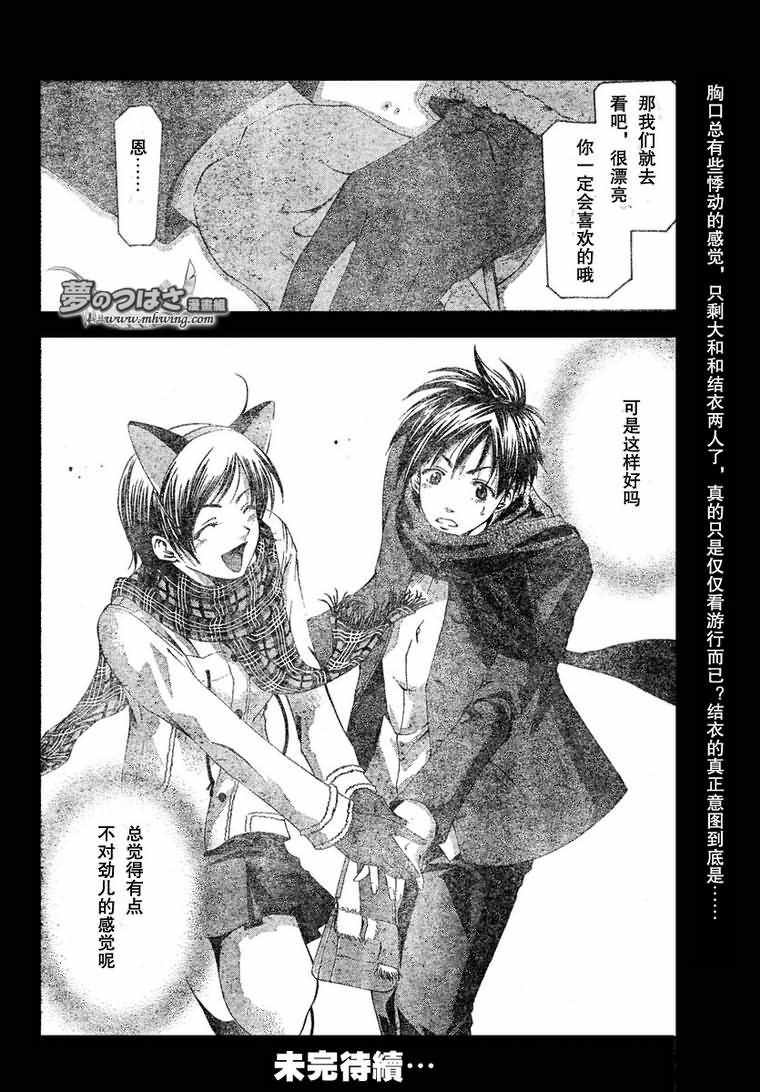 那我们就去
看吧，很漂亮
你一定会喜欢的哦
恩……
夢のつばさ漫畫組
www.mhwing.com
可是这样好吗
总觉得有点
不对劲儿的感觉呢
胸口总有些悸动的感觉，只剩大和和结衣两人了，真的只是仅仅看游行而已？结衣的真正意图到底是……
未完待續…